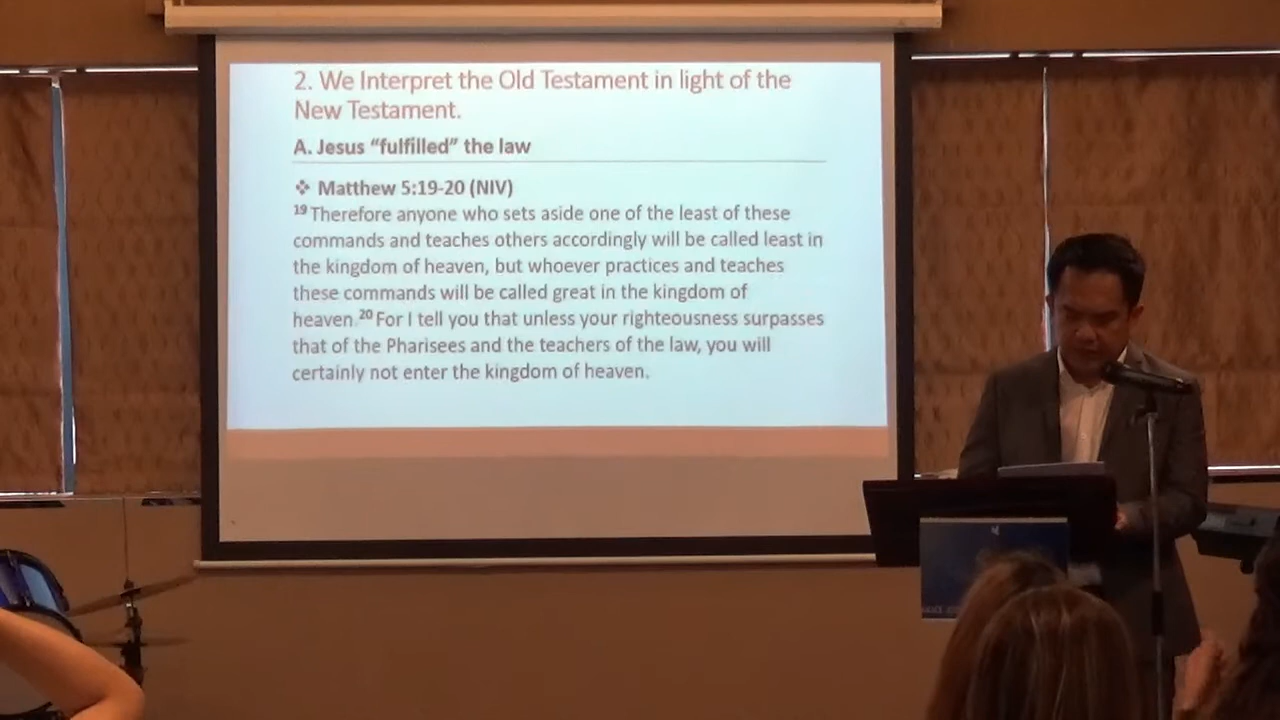 2. We Interpret the Old Testament in light of the
New Testament.
A. Jesus “fulfilled” the law
❖ Matthew 5:19-20 (NIV)
19 Therefore anyone who sets aside one of the least of these
commands and teaches others accordingly will be called least in
the kingdom of heaven, but whoever practices and teaches
these commands will be called great in the kingdom of
heaven. 20 For I tell you that unless your righteousness surpasses
that of the Pharisees and the teachers of the law, you will
certainly not enter the kingdom of heaven.